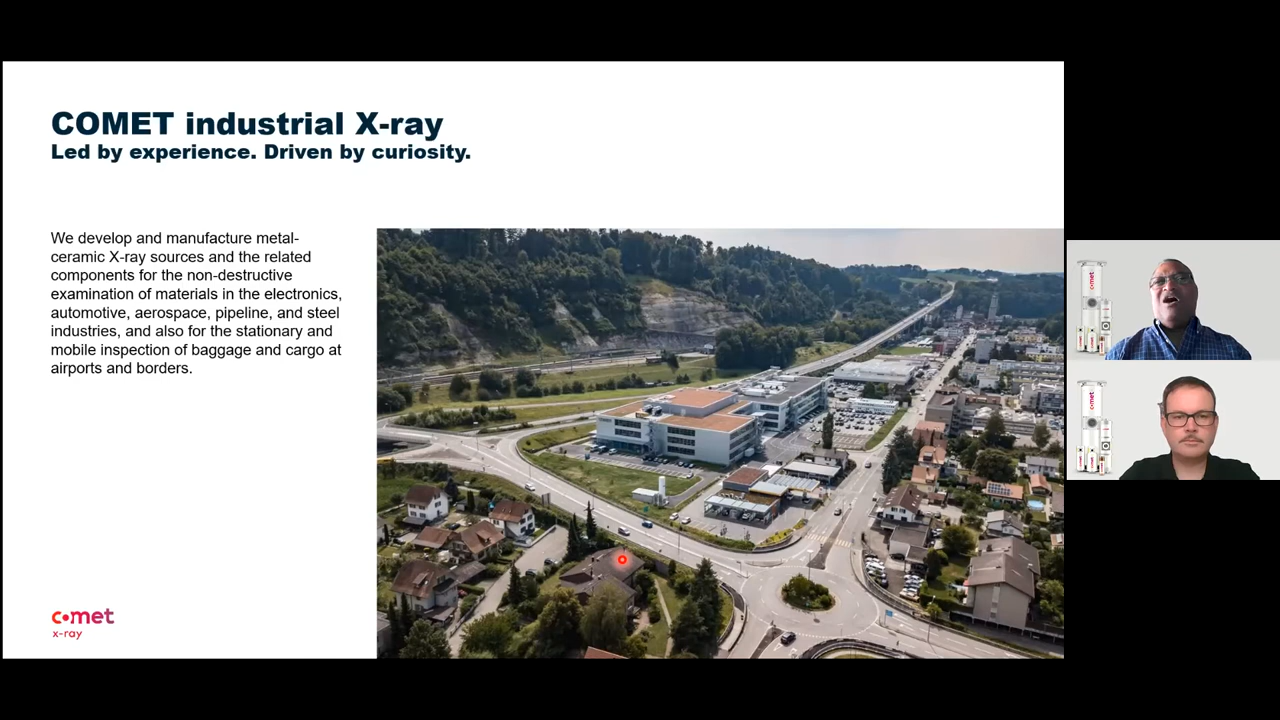 COMET industrial X-ray
Led by experience. Driven by curiosity.
We develop and manufacture metal-
ceramic X-ray sources and the related
components for the non-destructive
examination of materials in the electronics,
automotive, aerospace, pipeline, and steel
industries, and also for the stationary and
mobile inspection of baggage and cargo at
airports and borders.
comet
x-ray
comet
comet